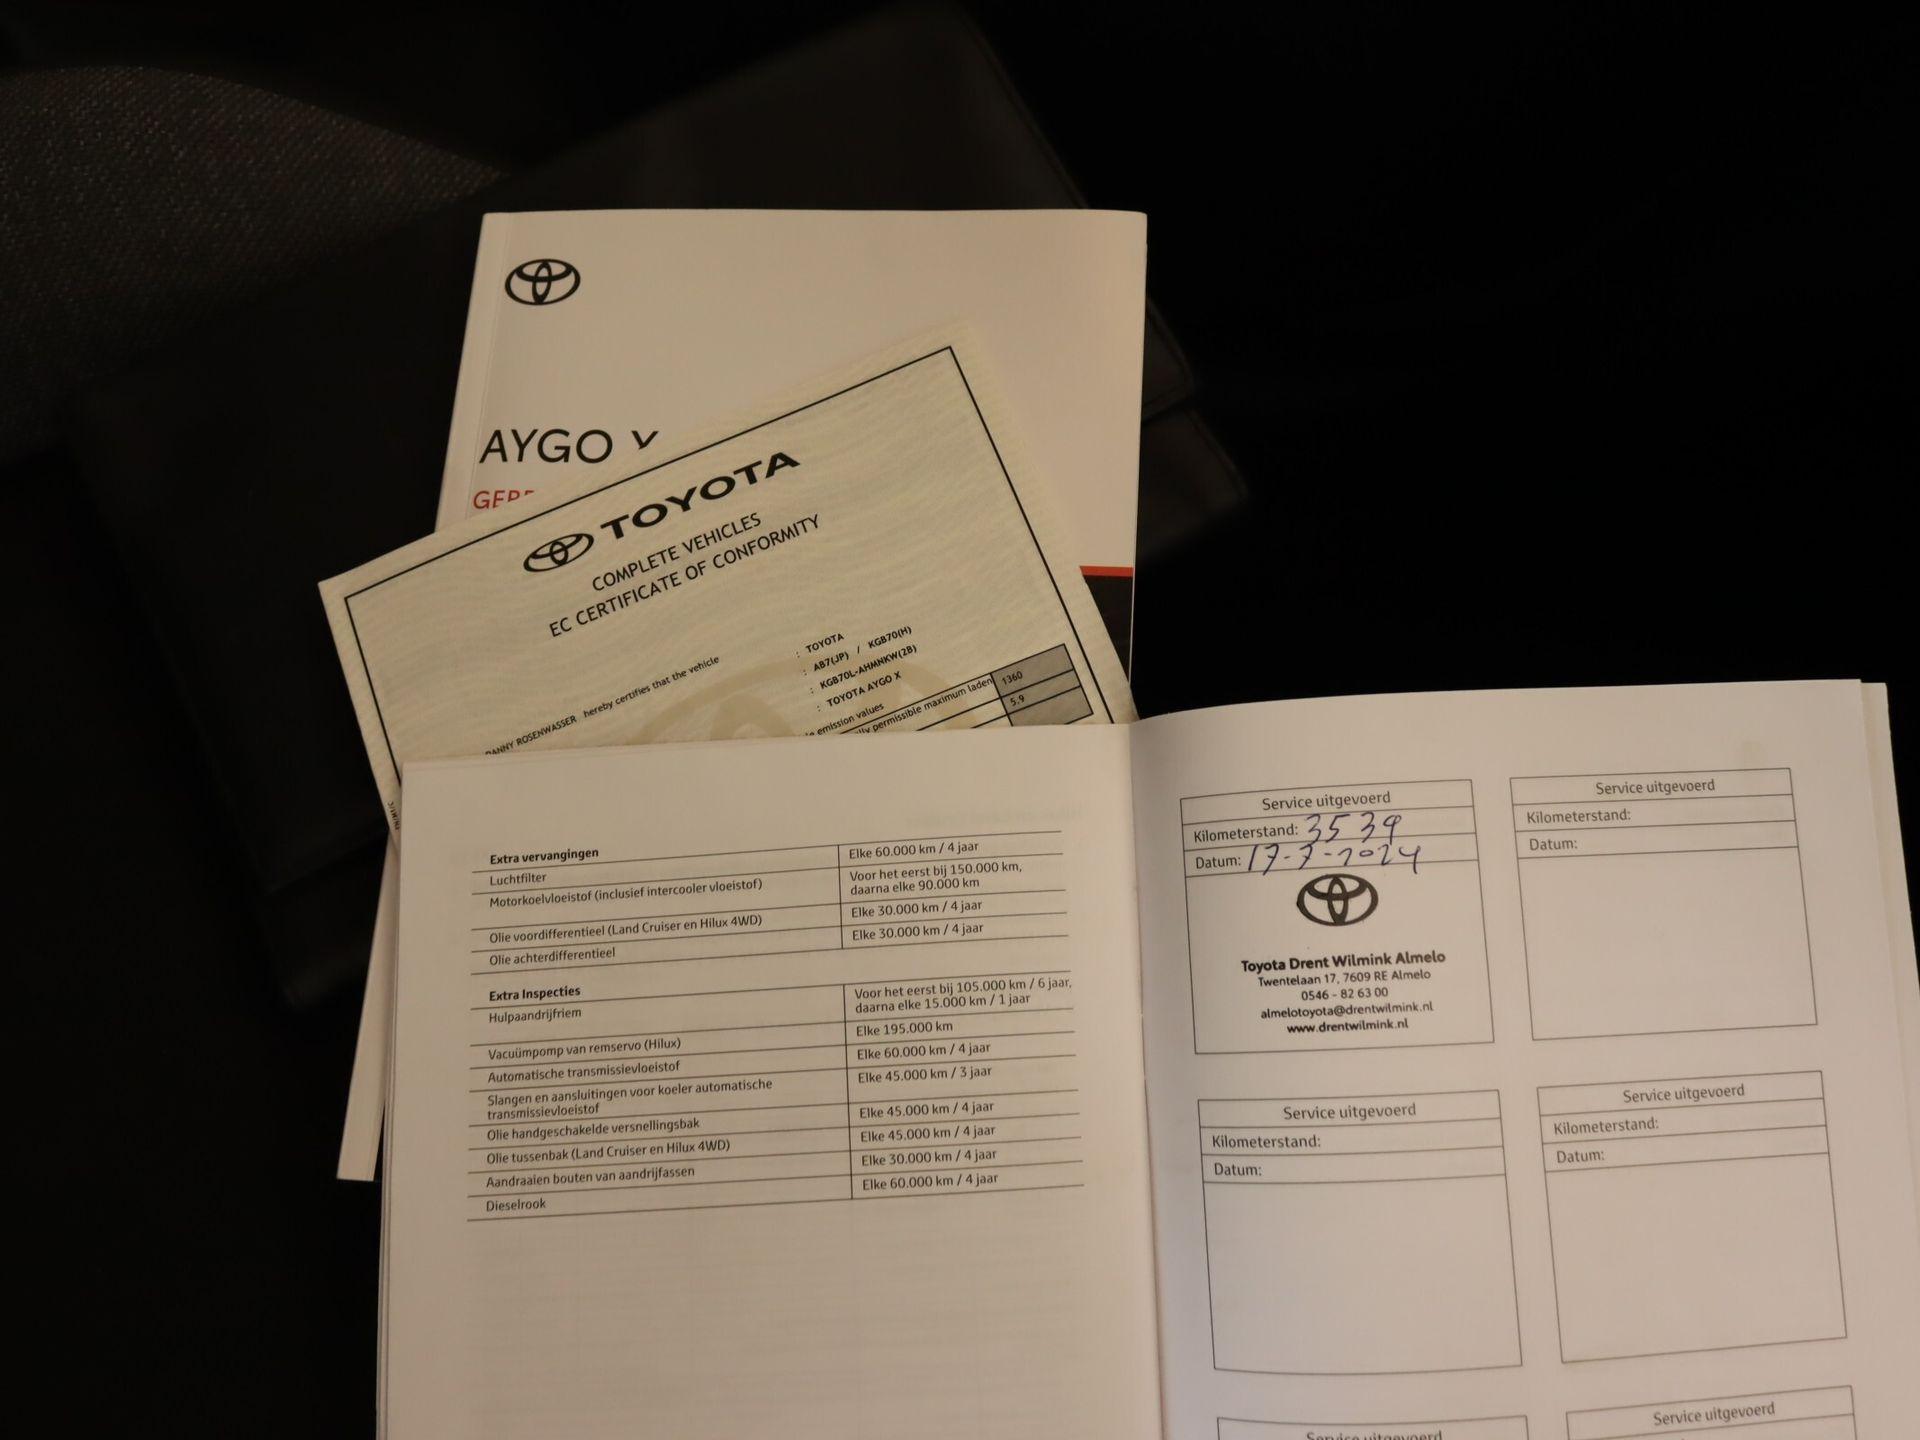 AYGO
TOYOTA
COMPLETE VEHICLES
EC CERTIFICATE OF CONFORMITY
DANNY ROSENWASSER hereby certifies that the vehicle
: TOYOTA
: AB7(JP) / KGB70(H)
: KGB70L-AHMNKW(2B)
: TOYOTA AYGO X
emission values
permissible maximum laden 1360
5.9
Extra vervangingen
Luchtfilter Elke 60.000 km / 4 jaar
Motorkoelvloeistof (inclusief intercooler vloeistof) Voor het eerst bij 150.000 km,
daarna elke 90.000 km
Olie voordifferentieel (Land Cruiser en Hilux 4WD) Elke 30.000 km / 4 jaar
Olie achterdifferentieel Elke 30.000 km / 4 jaar
Extra Inspecties
Hulpaandrijfriem Voor het eerst bij 105.000 km / 6 jaar,
daarna elke 15.000 km / 1 jaar
Vacuümpomp van remservo (Hilux) Elke 195.000 km
Automatische transmissievloeistof Elke 60.000 km / 4 jaar
Slangen en aansluitingen voor koeler automatische Elke 45.000 km / 3 jaar
transmissievloeistof
Olie handgeschakelde versnellingsbak Elke 45.000 km / 4 jaar
Olie tussenbak (Land Cruiser en Hilux 4WD) Elke 45.000 km / 4 jaar
Aandraaien bouten van aandrijfassen Elke 30.000 km / 4 jaar
Dieselrook Elke 60.000 km / 4 jaar
Service uitgevoerd
Kilometerstand: 3539
Datum: 17-7-2024
Toyota Drent Wilmink Almelo
Twentelaan 17, 7609 RE Almelo
0546 - 82 63 00
almelotoyota@drentwilmink.nl
www.drentwilmink.nl
Service uitgevoerd
Kilometerstand:
Datum:
Service uitgevoerd
Kilometerstand:
Datum:
Service uitgevoerd
Kilometerstand:
Datum:
Service uitgevoerd
Service uitgevoerd